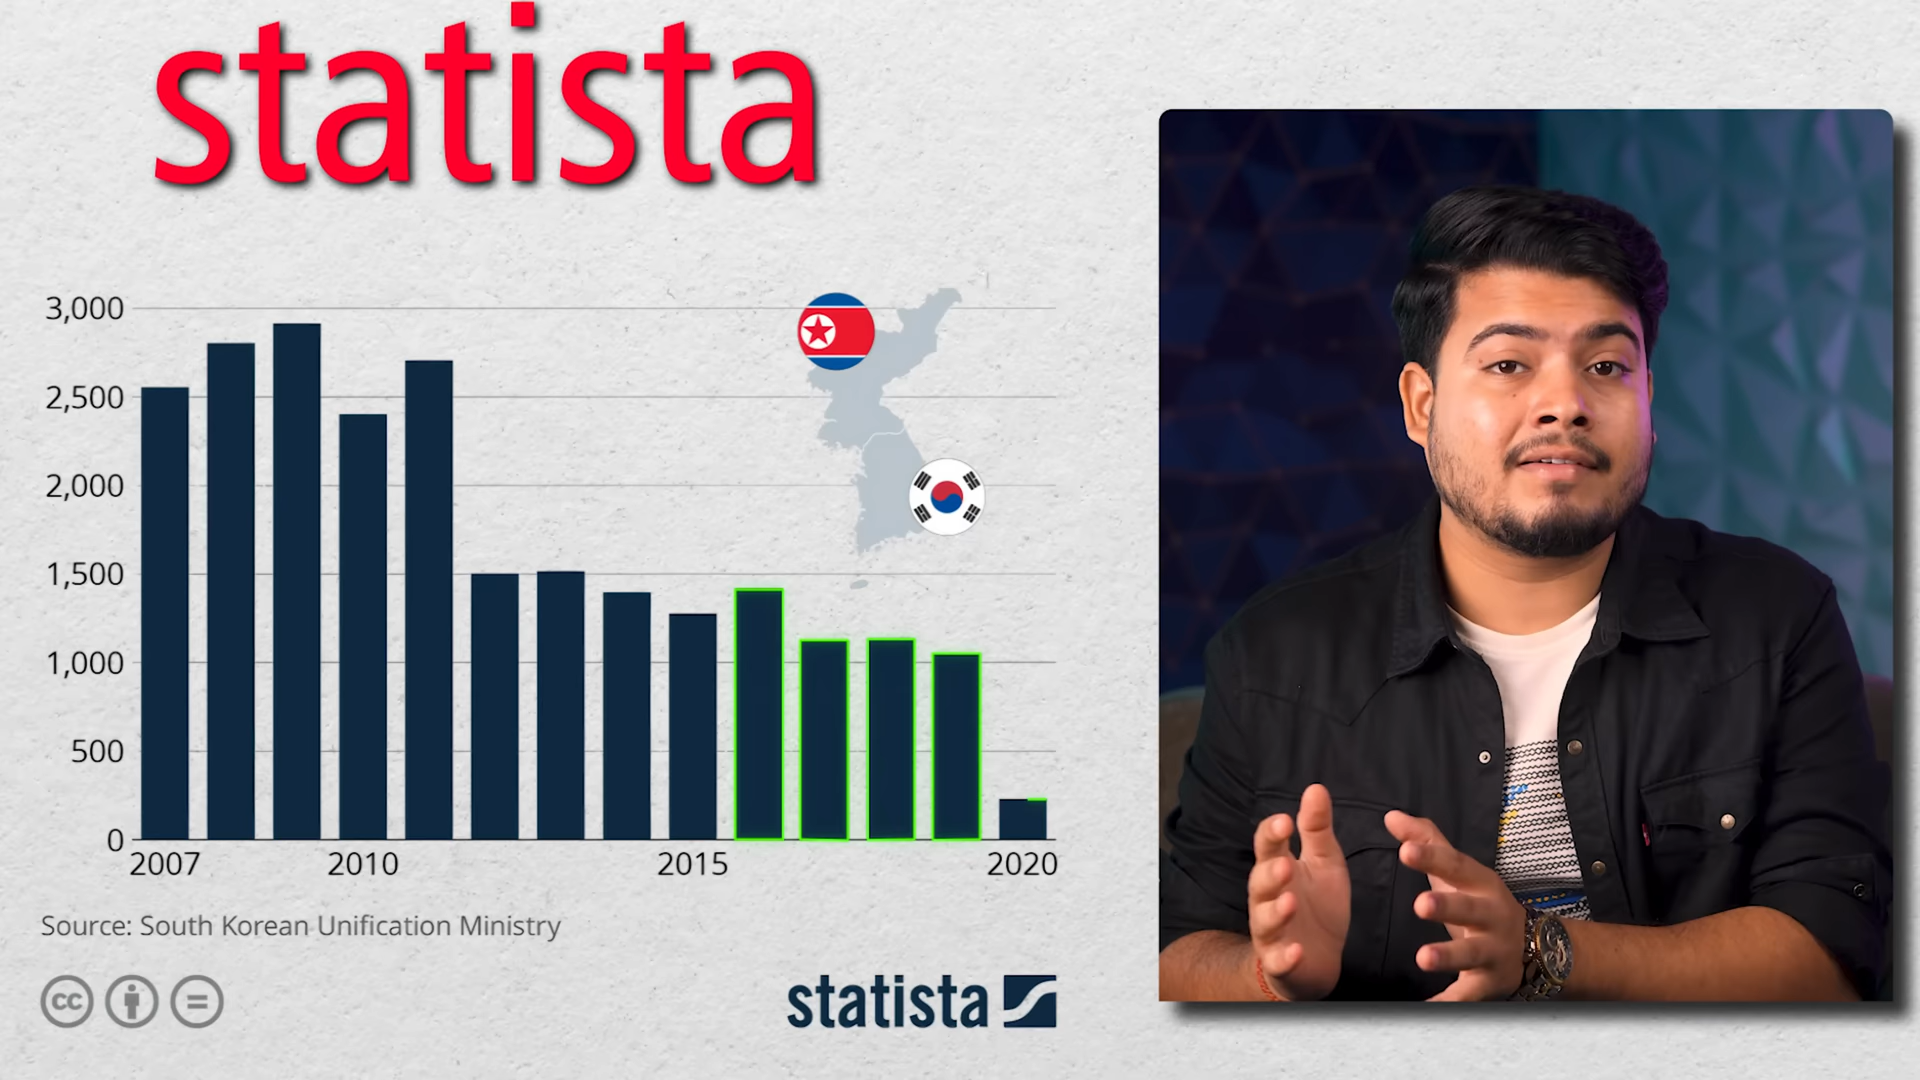 statista
3,000
2,500
2,000
1,500
1,000
500
0
2007 2010 2015 2020
Source: South Korean Unification Ministry
cc
statista